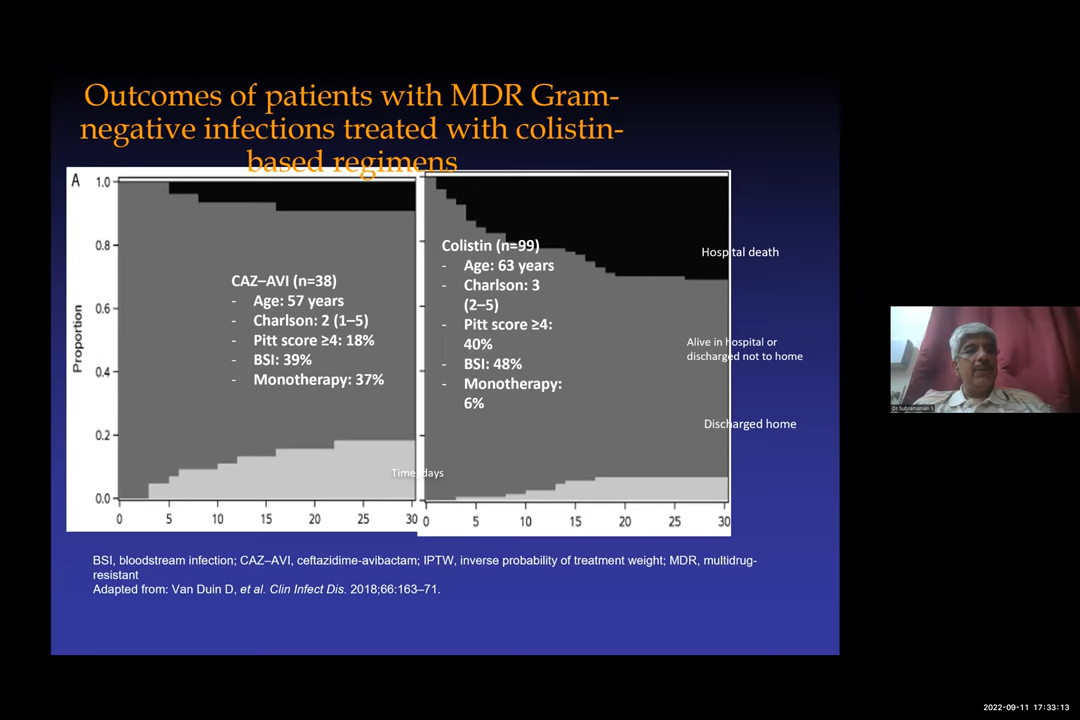 Outcomes of patients with MDR Gram-
negative infections treated with colistin-
based regimens
A
Proportion
1.0
0.8
0.6
0.4
0.2
0.0
0 5 10 15 20 25 30
CAZ–AVI (n=38)
- Age: 57 years
- Charlson: 2 (1–5)
- Pitt score ≥4: 18%
- BSI: 39%
- Monotherapy: 37%
Time, days
Colistin (n=99)
- Age: 63 years
- Charlson: 3
(2–5)
- Pitt score ≥4:
40%
- BSI: 48%
- Monotherapy:
6%
0 5 10 15 20 25 30
Hospital death
Alive in hospital or
discharged not to home
Discharged home
BSI, bloodstream infection; CAZ–AVI, ceftazidime-avibactam; IPTW, inverse probability of treatment weight; MDR, multidrug-
resistant
Adapted from: Van Duin D, et al. Clin Infect Dis. 2018;66:163–71.
Dr Subramanian S
2022-09-11 17:33:13